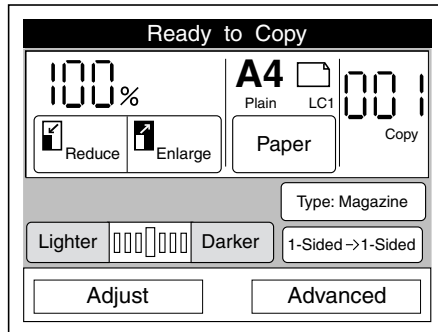 Ready to Copy
100%
A4
Plain LC1
001
Copy
Reduce Enlarge
Paper
Type: Magazine
Lighter Darker
1-Sided->1-Sided
Adjust Advanced